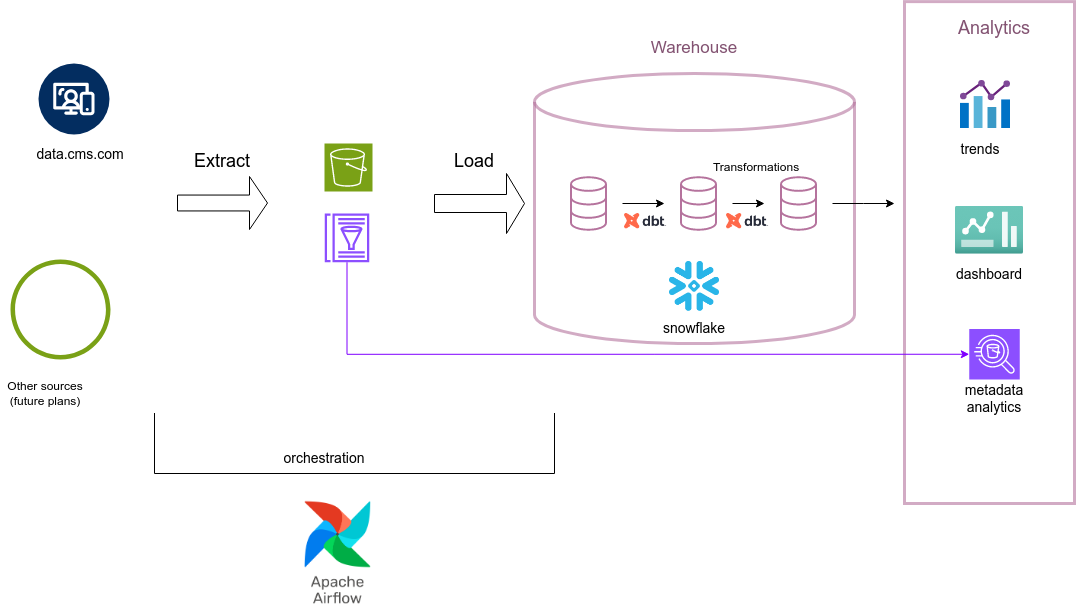 Analytics
Warehouse
data.cms.com
Extract
Load
Transformations
trends
dbt
dbt
dashboard
snowflake
Other sources
(future plans)
metadata
analytics
orchestration
Apache
Airflow